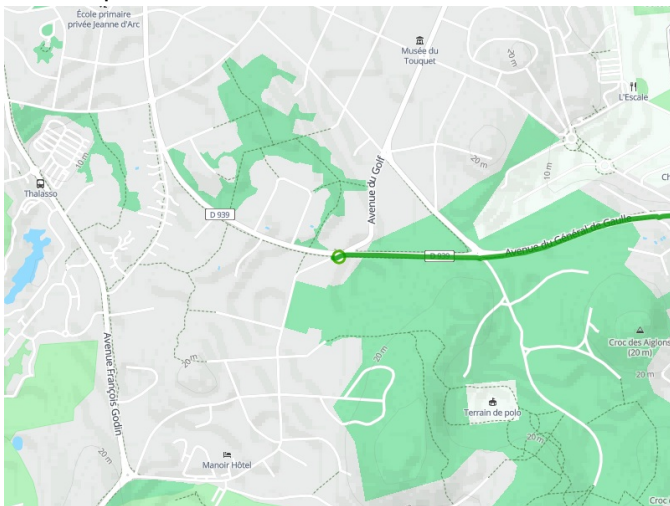 École primaire
privée Jeanne d'Arc
Musée du
Touquet
20 m
L'Escale
10 m
10 m
20 m
Thalasso
Avenue du Golf
D 939
Avenue du Général de Gaulle
D 939
Avenue François Godin
20 m
20 m
Croc des Aiglons
(20 m)
20 m
Terrain de polo
20 m
20 m
Manoir Hôtel